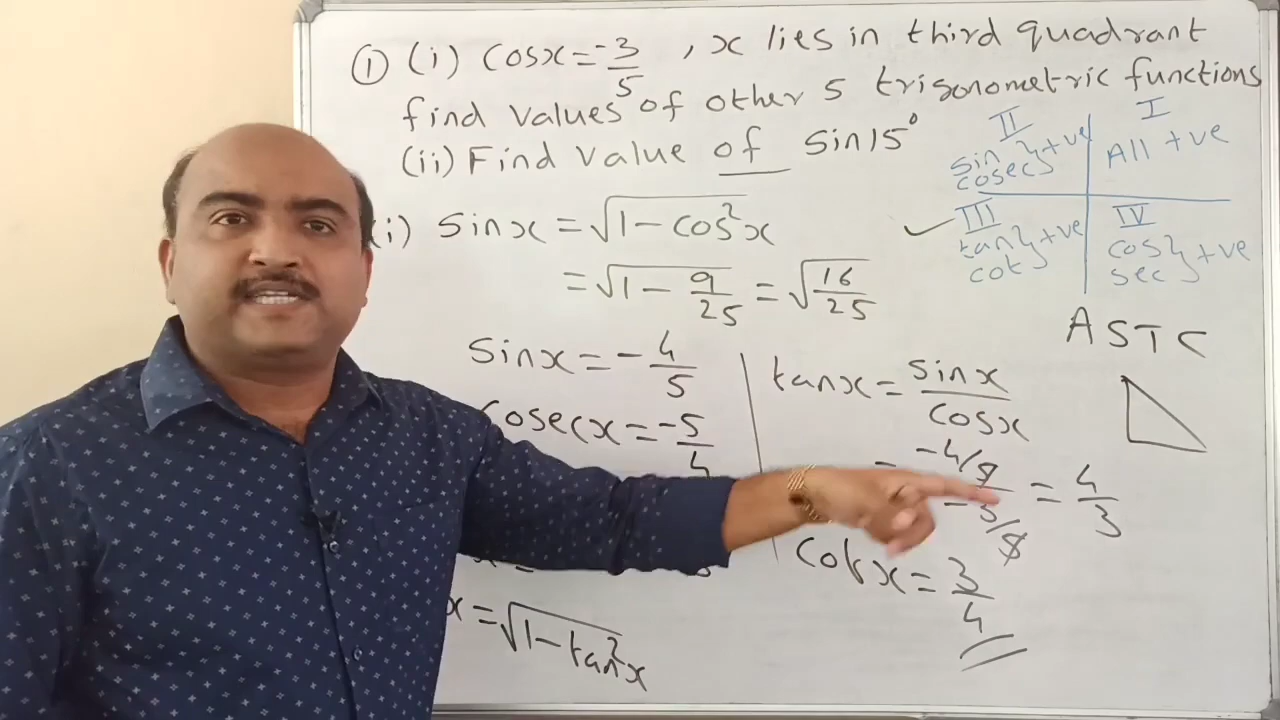 ① (i) Cosx = -3/5 , x lies in third quadrant
find values of other 5 trigonometric functions
(ii) Find value of sin15°
II
sin } +ve
cosec
I
All +ve
III
tan } +ve
cot
IV
cos } +ve
sec
ASTC
i) sinx = √1-cos²x
= √1 - 9/25 = √16/25
sinx = -4/5
cosecx = -5/4
x = √1-tan²x
tanx = sinx/cosx
= -4/5 / -3/5 = 4/3
cotx = 3/4